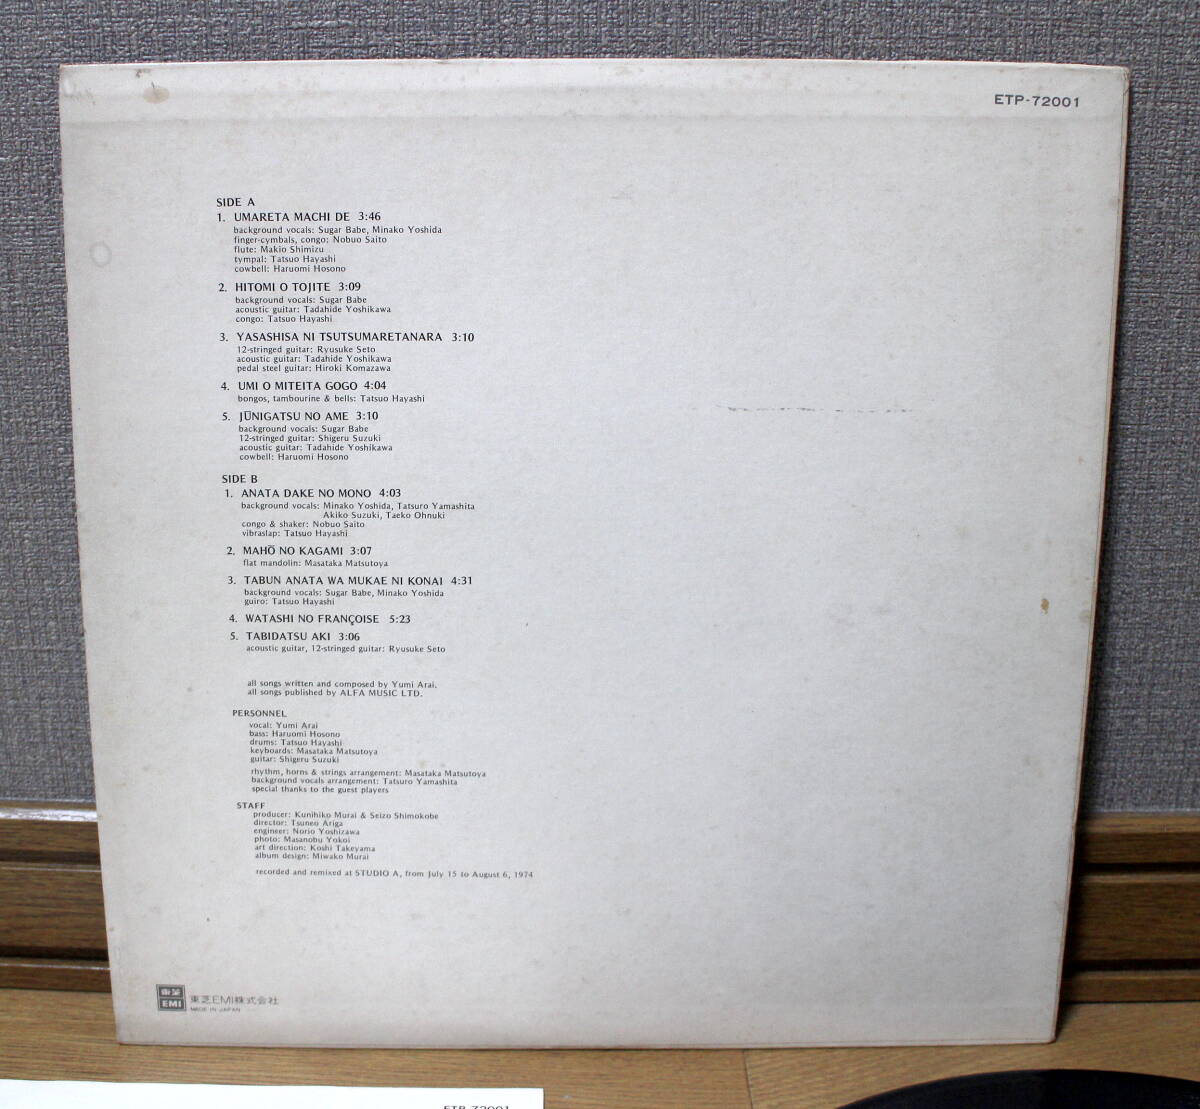 ETP-72001
SIDE A
1. UMARETA MACHI DE 3:46
background vocals: Sugar Babe, Minako Yoshida
finger-cymbals, congo: Nobuo Saito
flute: Makio Shimizu
tympal: Tatsuo Hayashi
cowbell: Haruomi Hosono
2. HITOMI O TOJITE 3:09
background vocals: Sugar Babe
acoustic guitar: Tadahide Yoshikawa
congo: Tatsuo Hayashi
3. YASASHISA NI TSUTSUMARETANARA 3:10
12-stringed guitar: Ryusuke Seto
acoustic guitar: Tadahide Yoshikawa
pedal steel guitar: Hiroki Komazawa
4. UMI O MITEITA GOGO 4:04
bongos, tambourine & bells: Tatsuo Hayashi
5. JŪNIGATSU NO AME 3:10
background vocals: Sugar Babe
12-stringed guitar: Shigeru Suzuki
acoustic guitar: Tadahide Yoshikawa
cowbell: Haruomi Hosono
SIDE B
1. ANATA DAKE NO MONO 4:03
background vocals: Minako Yoshida, Tatsuro Yamashita
Akiko Suzuki, Taeko Ohnuki
congo & shaker: Nobuo Saito
vibraslap: Tatsuo Hayashi
2. MAHŌ NO KAGAMI 3:07
flat mandolin: Masataka Matsutoya
3. TABUN ANATA WA MUKAE NI KONAI 4:31
background vocals: Sugar Babe, Minako Yoshida
guiro: Tatsuo Hayashi
4. WATASHI NO FRANÇOISE 5:23
5. TABIDATSU AKI 3:06
acoustic guitar, 12-stringed guitar: Ryusuke Seto
all songs written and composed by Yumi Arai.
all songs published by ALFA MUSIC LTD.
PERSONNEL
vocal: Yumi Arai
bass: Haruomi Hosono
drums: Tatsuo Hayashi
keyboards: Masataka Matsutoya
guitar: Shigeru Suzuki
rhythm, horns & strings arrangement: Masataka Matsutoya
background vocals arrangement: Tatsuro Yamashita
special thanks to the guest players
STAFF
producer: Kunihiko Murai & Seizo Shimokobe
director: Tsuneo Ariga
engineer: Norio Yoshizawa
photo: Masanobu Yokoi
art direction: Koshi Takeyama
album design: Miwako Murai
recorded and remixed at STUDIO A, from July 15 to August 6, 1974
東芝
EMI
東芝EMI株式会社
MADE IN JAPAN
ETP-72001